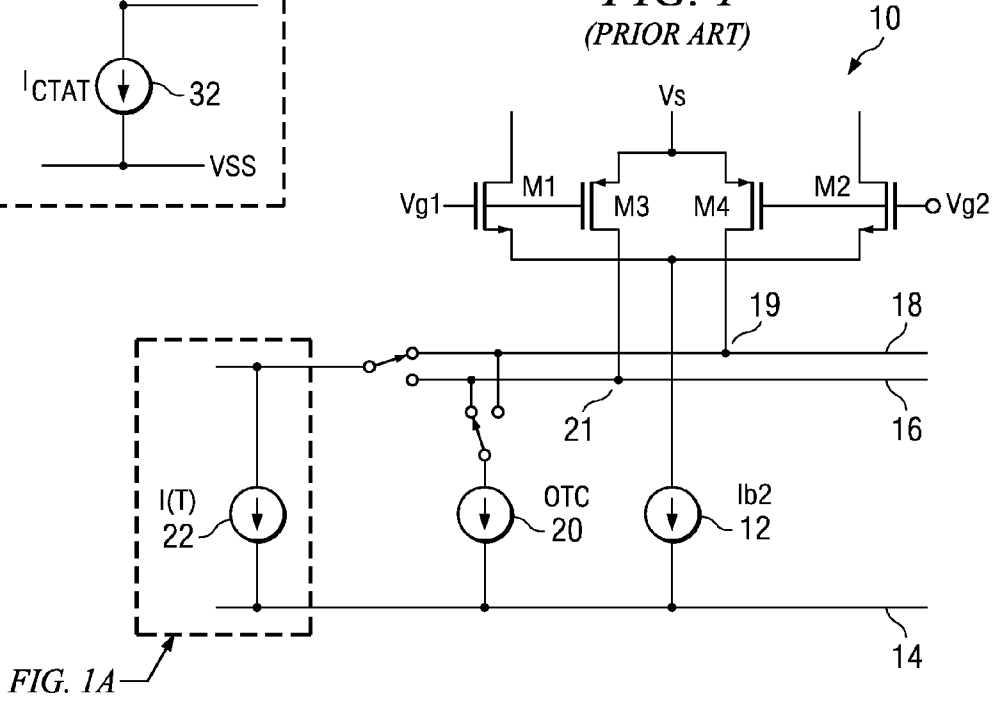 FIG. 1
(PRIOR ART)
10
ICTAT
32
VSS
Vs
Vg1
M1
M3
M4
M2
Vg2
19
18
21
16
I(T)
22
OTC
20
Ib2
12
14
FIG. 1A